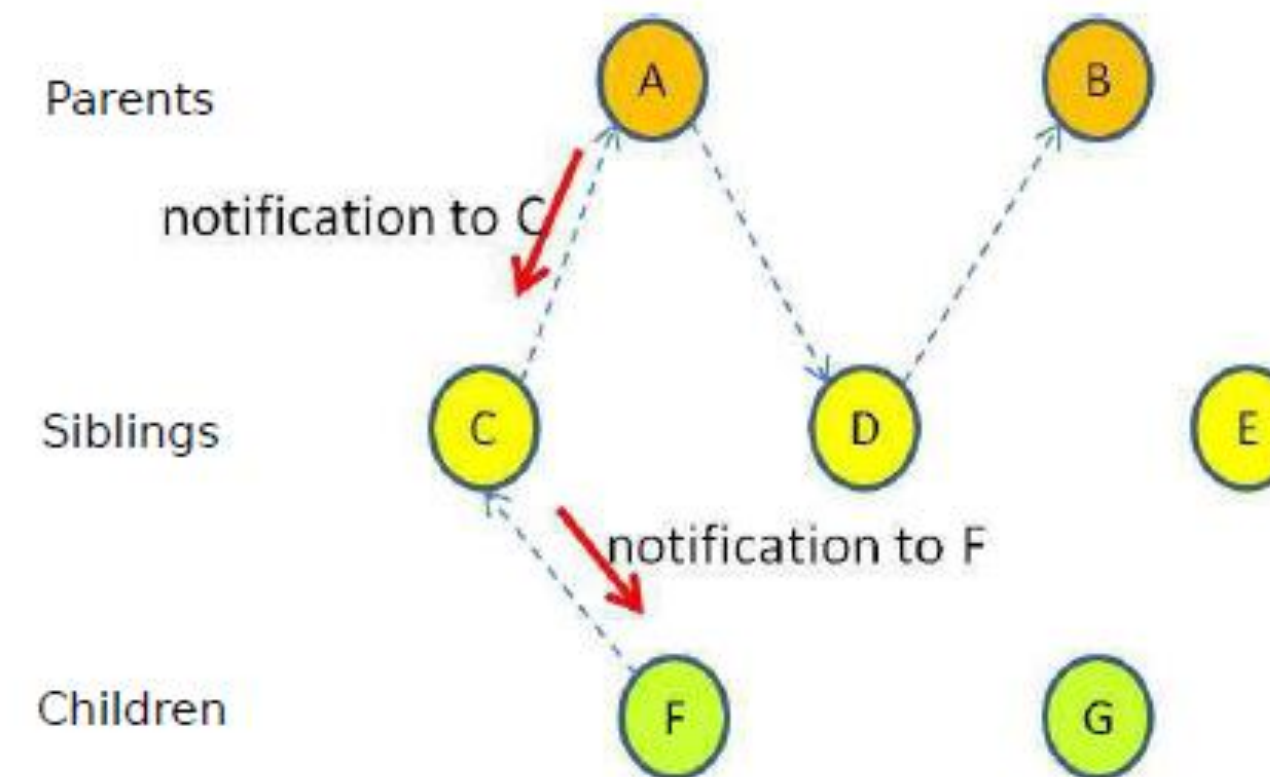 Parents
A
B
notification to C
Siblings
C
D
E
notification to F
Children
F
G